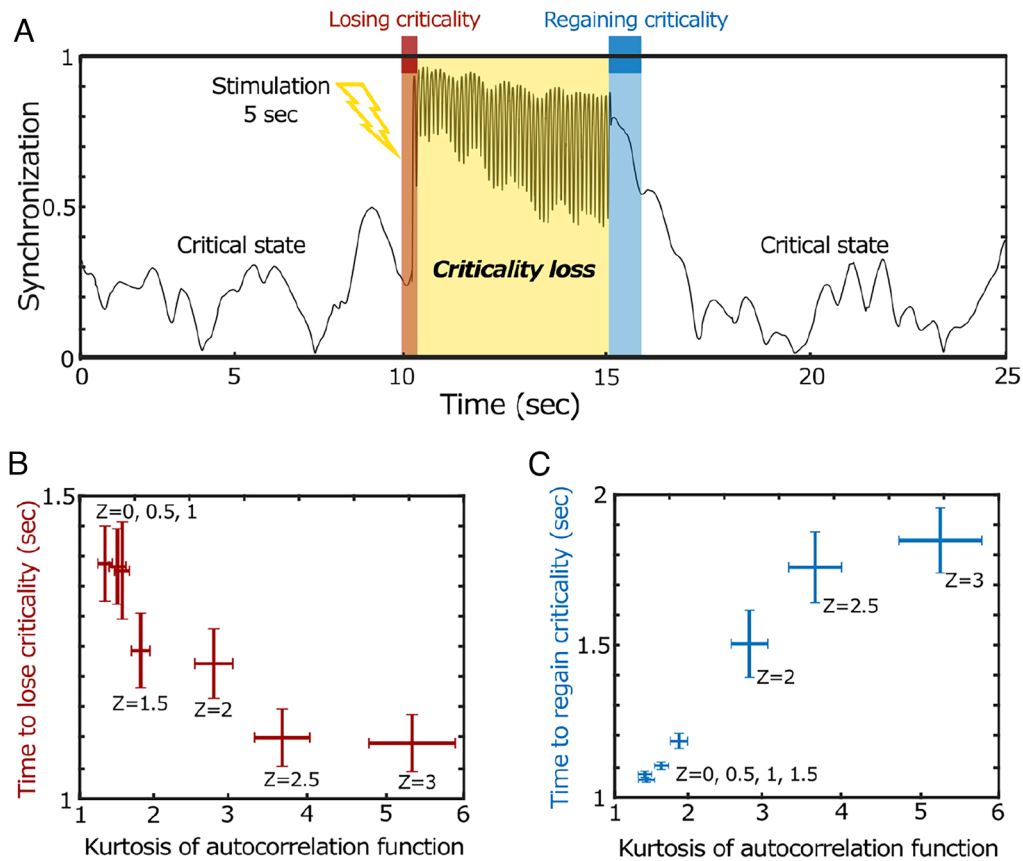 A
Losing criticality
Regaining criticality
1
Stimulation
5 sec
Synchronization
0.5
Critical state
Criticality loss
Critical state
0
0
5
10
15
20
25
Time (sec)
B
1.5
Z=0, 0.5, 1
Time to lose criticality (sec)
Z=1.5
Z=2
Z=2.5
Z=3
1
1
2
3
4
5
6
Kurtosis of autocorrelation function
C
2
Time to regain criticality (sec)
Z=3
Z=2.5
1.5
Z=2
Z=0, 0.5, 1, 1.5
1
1
2
3
4
5
6
Kurtosis of autocorrelation function